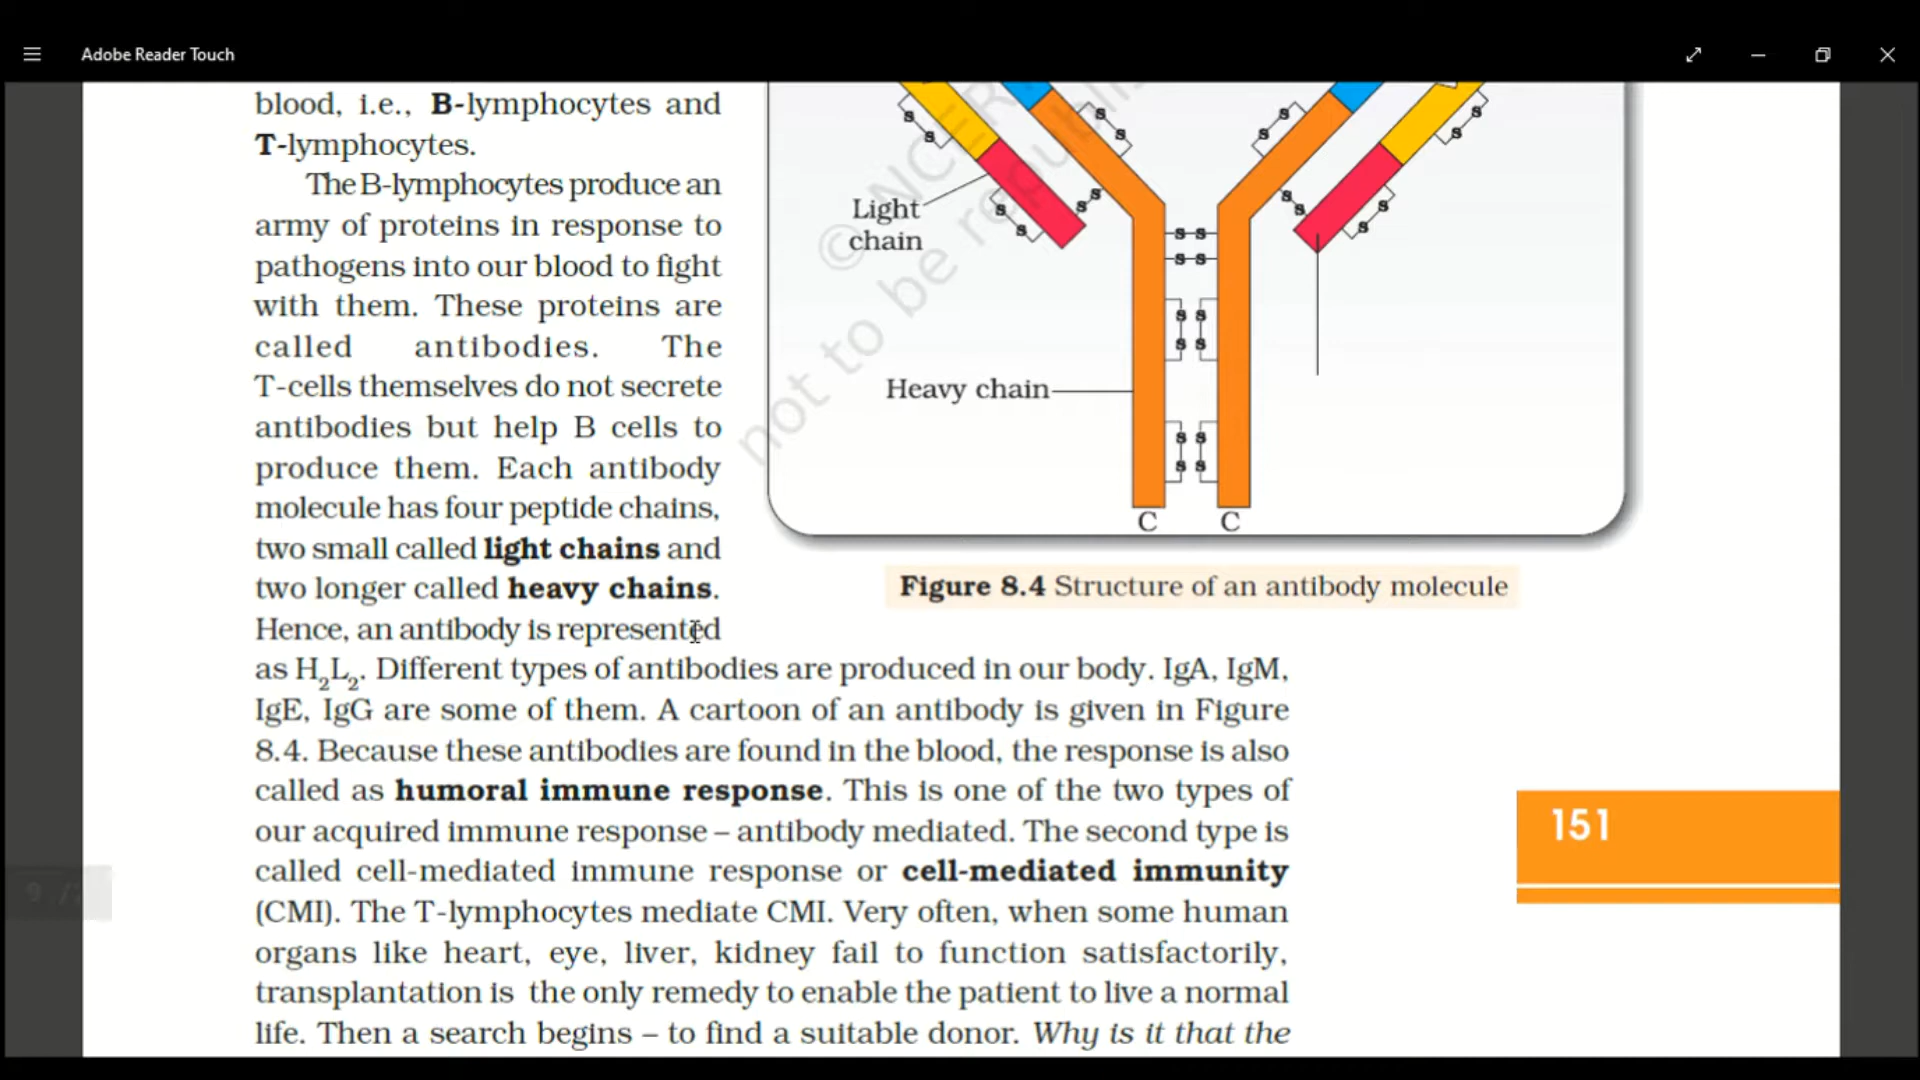 Adobe Reader Touch
blood, i.e., B-lymphocytes and
T-lymphocytes.
The B-lymphocytes produce an
army of proteins in response to
pathogens into our blood to fight
with them. These proteins are
called antibodies. The
T-cells themselves do not secrete
antibodies but help B cells to
produce them. Each antibody
molecule has four peptide chains,
two small called light chains and
two longer called heavy chains.
Hence, an antibody is represented
as H₂L₂. Different types of antibodies are produced in our body. IgA, IgM,
IgE, IgG are some of them. A cartoon of an antibody is given in Figure
8.4. Because these antibodies are found in the blood, the response is also
called as humoral immune response. This is one of the two types of
our acquired immune response – antibody mediated. The second type is
called cell-mediated immune response or cell-mediated immunity
(CMI). The T-lymphocytes mediate CMI. Very often, when some human
organs like heart, eye, liver, kidney fail to function satisfactorily,
transplantation is the only remedy to enable the patient to live a normal
life. Then a search begins – to find a suitable donor. Why is it that the
s s s s
s s s s
s s s s
s s s s
Light
chain
s s
s s
s s
s s
s s
s s
Heavy chain
s s
s s
C C
© NCER
not to be republi
Figure 8.4 Structure of an antibody molecule
151
9 /